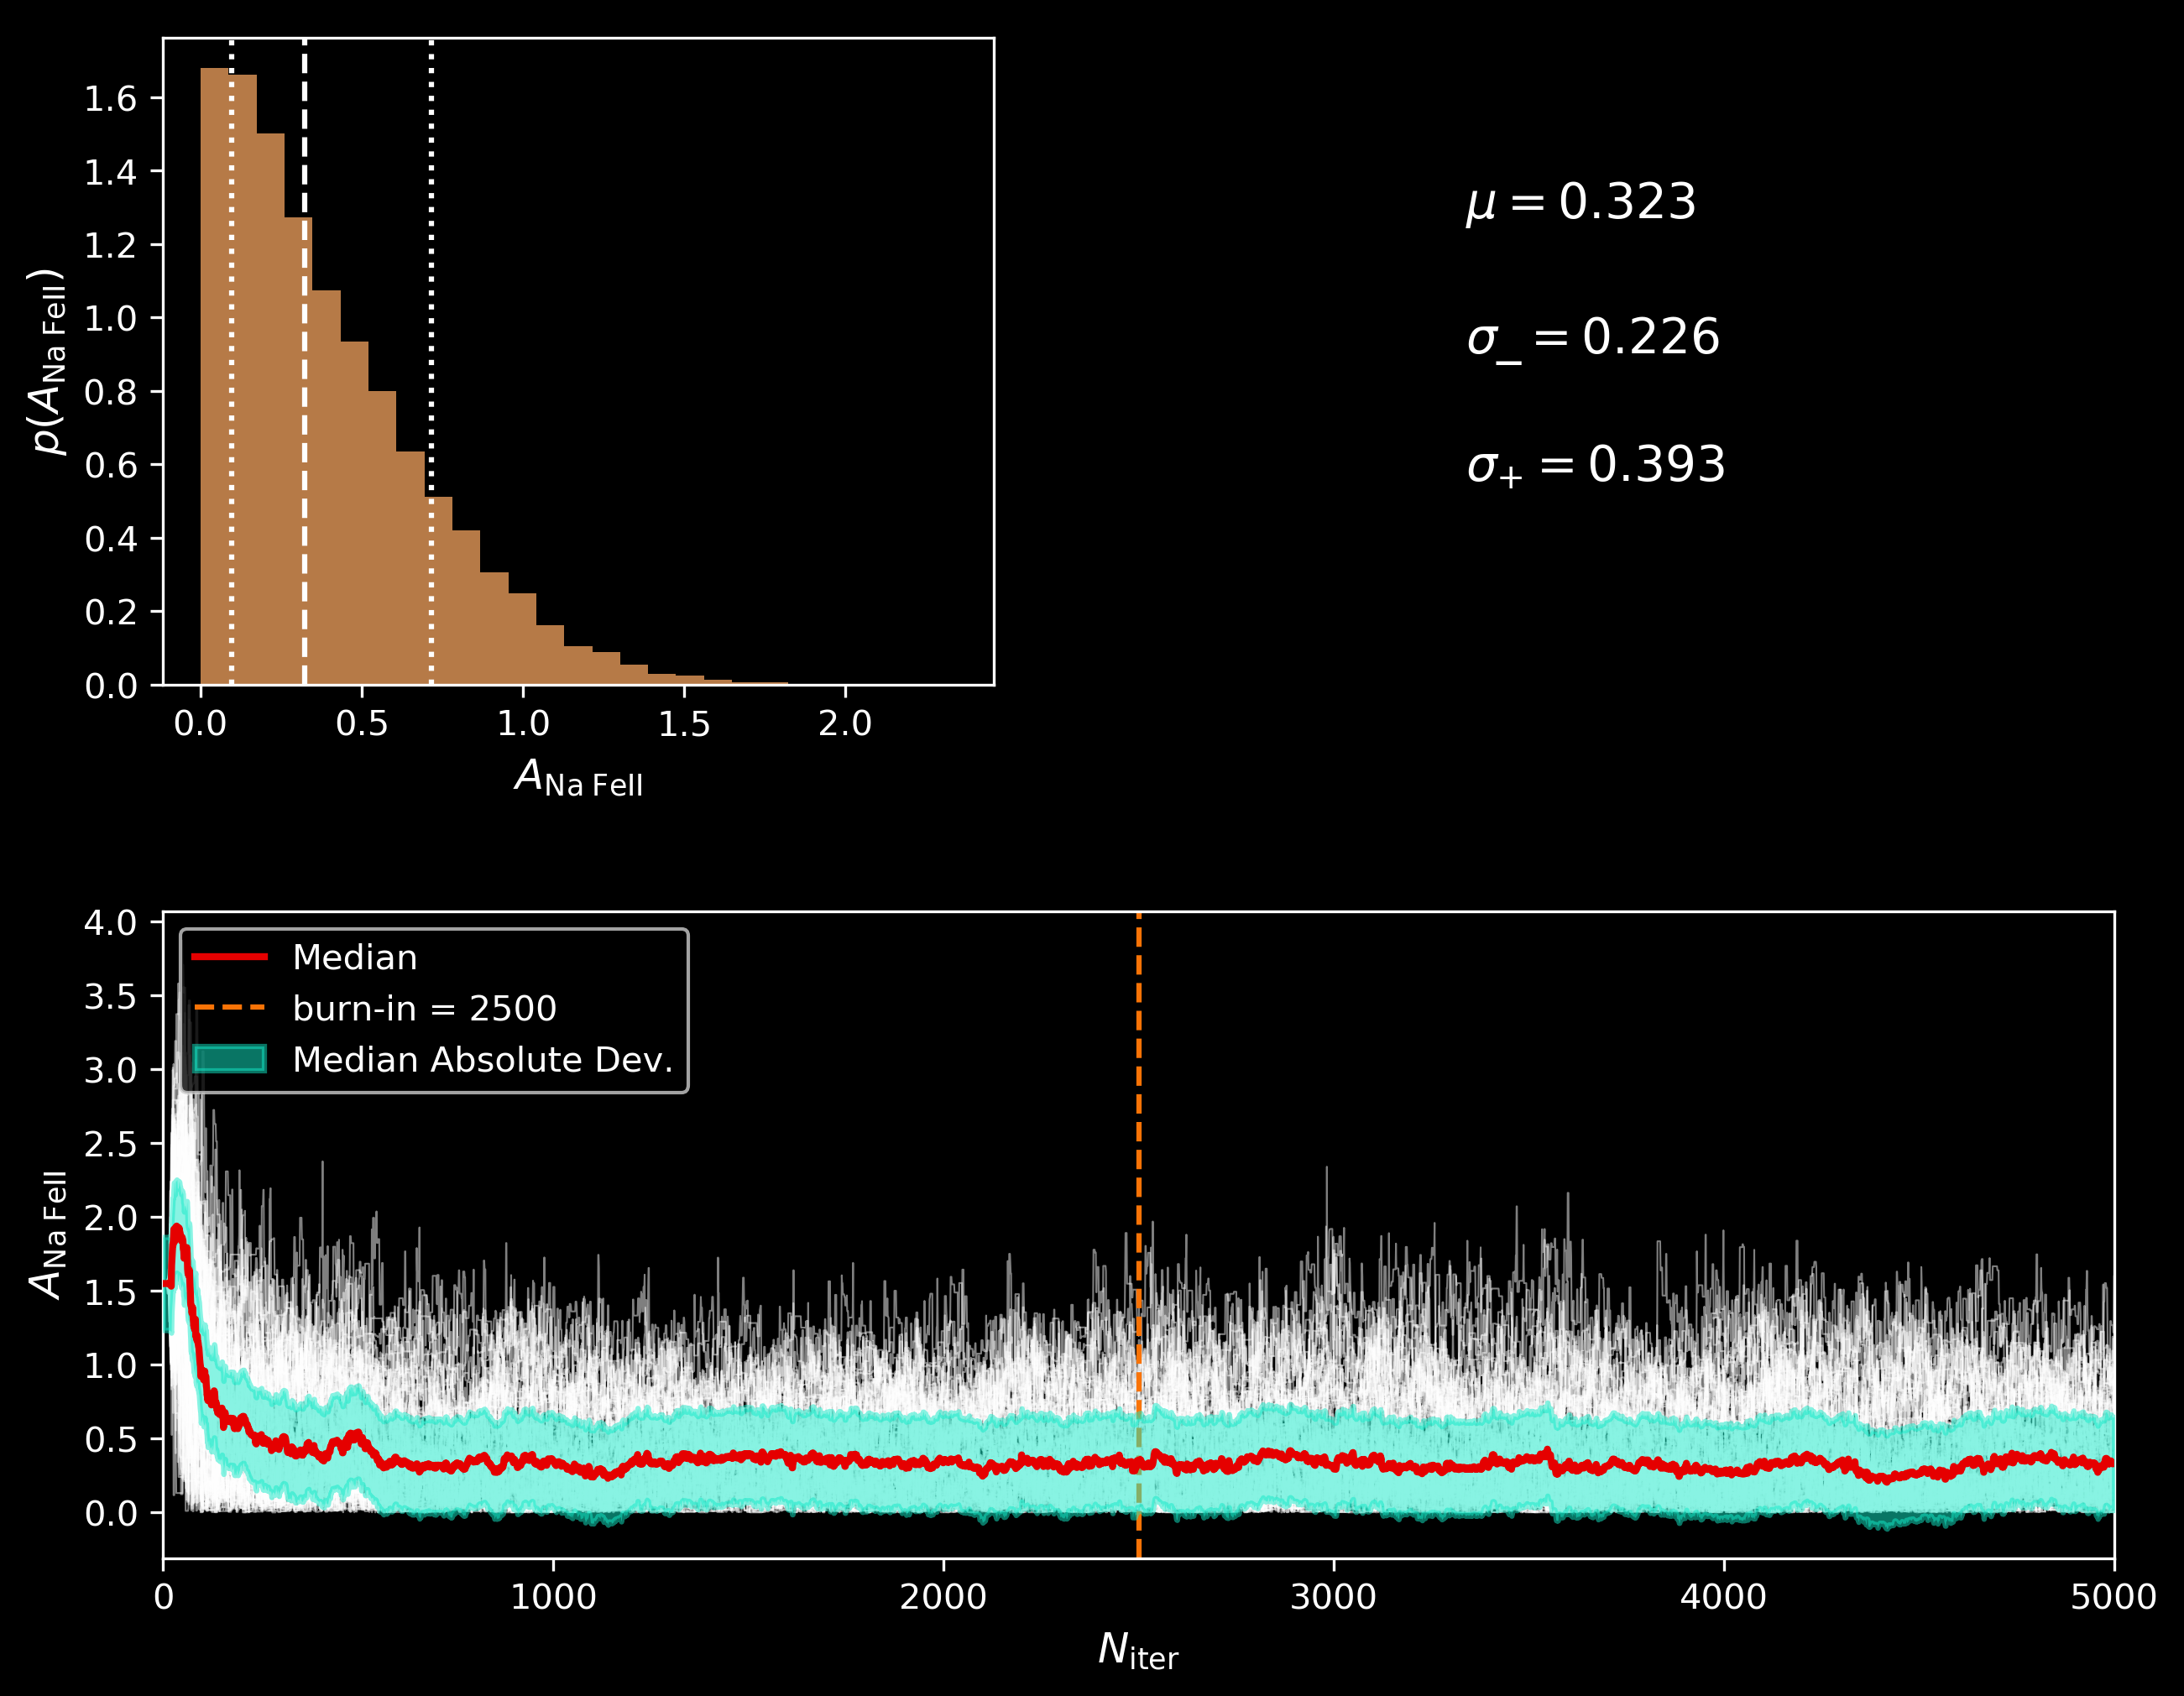 p(A_Na FeII)
1.6
1.4
1.2
1.0
0.8
0.6
0.4
0.2
0.0
0.0 0.5 1.0 1.5 2.0
A_Na FeII
μ = 0.323
σ_− = 0.226
σ_+ = 0.393
A_Na FeII
4.0
3.5
3.0
2.5
2.0
1.5
1.0
0.5
0.0
Median
burn-in = 2500
Median Absolute Dev.
0 1000 2000 3000 4000 5000
N_iter